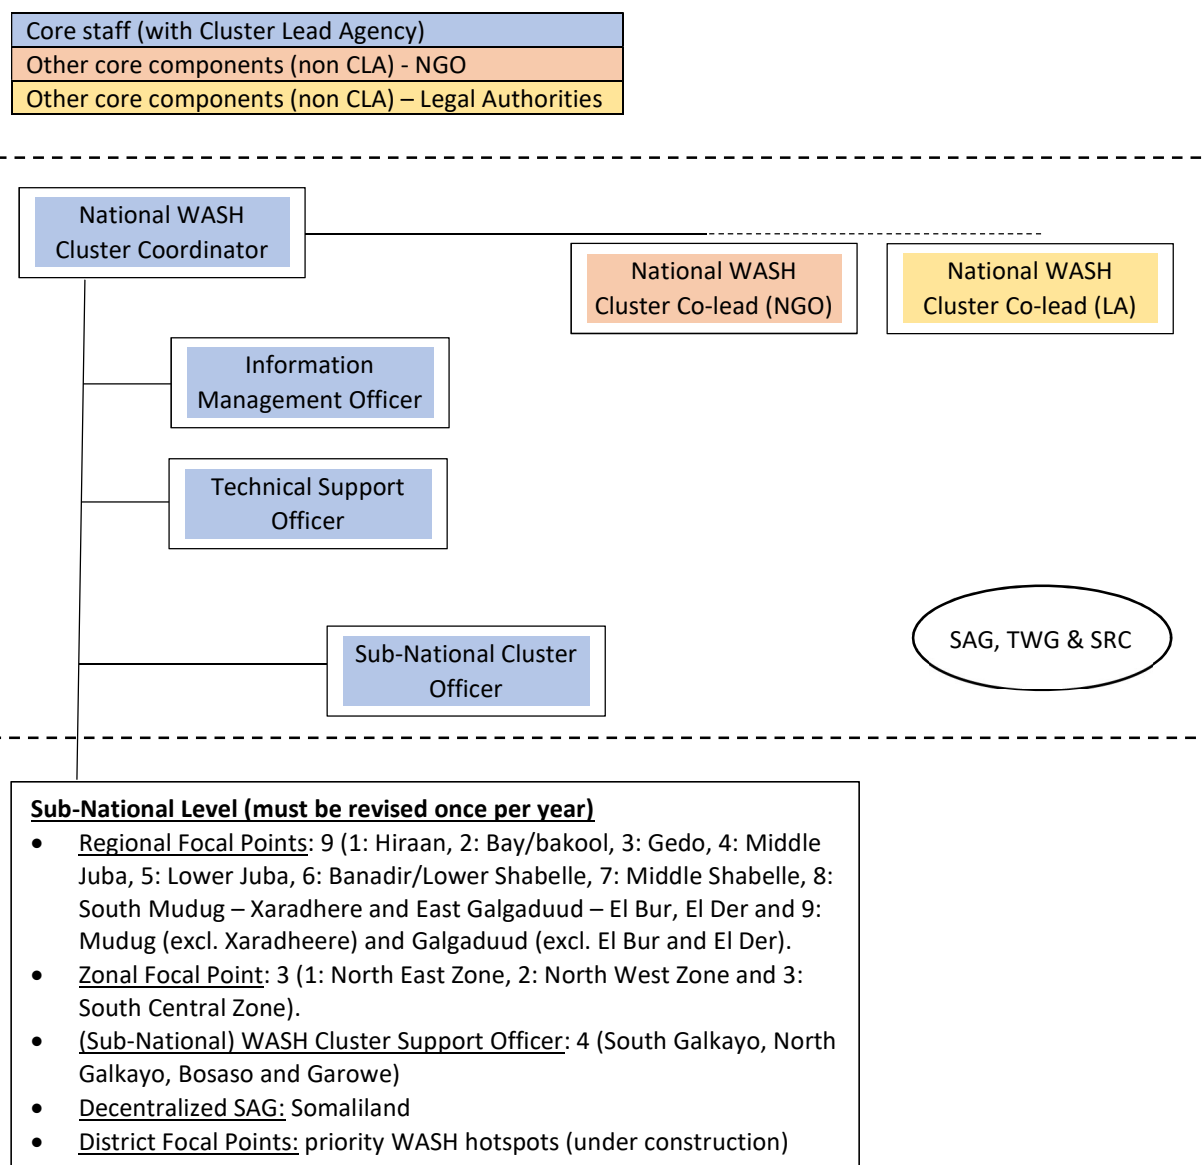 Core staff (with Cluster Lead Agency)
Other core components (non CLA) - NGO
Other core components (non CLA) – Legal Authorities
National WASH
Cluster Coordinator
National WASH
Cluster Co-lead (NGO)
National WASH
Cluster Co-lead (LA)
Information
Management Officer
Technical Support
Officer
Sub-National Cluster
Officer
SAG, TWG & SRC
Sub-National Level (must be revised once per year)
• Regional Focal Points: 9 (1: Hiraan, 2: Bay/bakool, 3: Gedo, 4: Middle
Juba, 5: Lower Juba, 6: Banadir/Lower Shabelle, 7: Middle Shabelle, 8:
South Mudug – Xaradhere and East Galgaduud – El Bur, El Der and 9:
Mudug (excl. Xaradheere) and Galgaduud (excl. El Bur and El Der).
• Zonal Focal Point: 3 (1: North East Zone, 2: North West Zone and 3:
South Central Zone).
• (Sub-National) WASH Cluster Support Officer: 4 (South Galkayo, North
Galkayo, Bosaso and Garowe)
• Decentralized SAG: Somaliland
• District Focal Points: priority WASH hotspots (under construction)